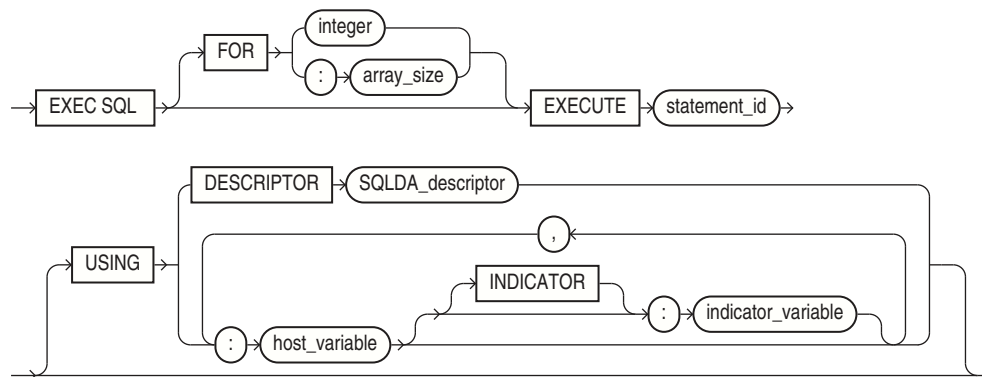 integer
FOR
: array_size
EXEC SQL EXECUTE statement_id
DESCRIPTOR SQLDA_descriptor
,
USING
INDICATOR
: indicator_variable
: host_variable